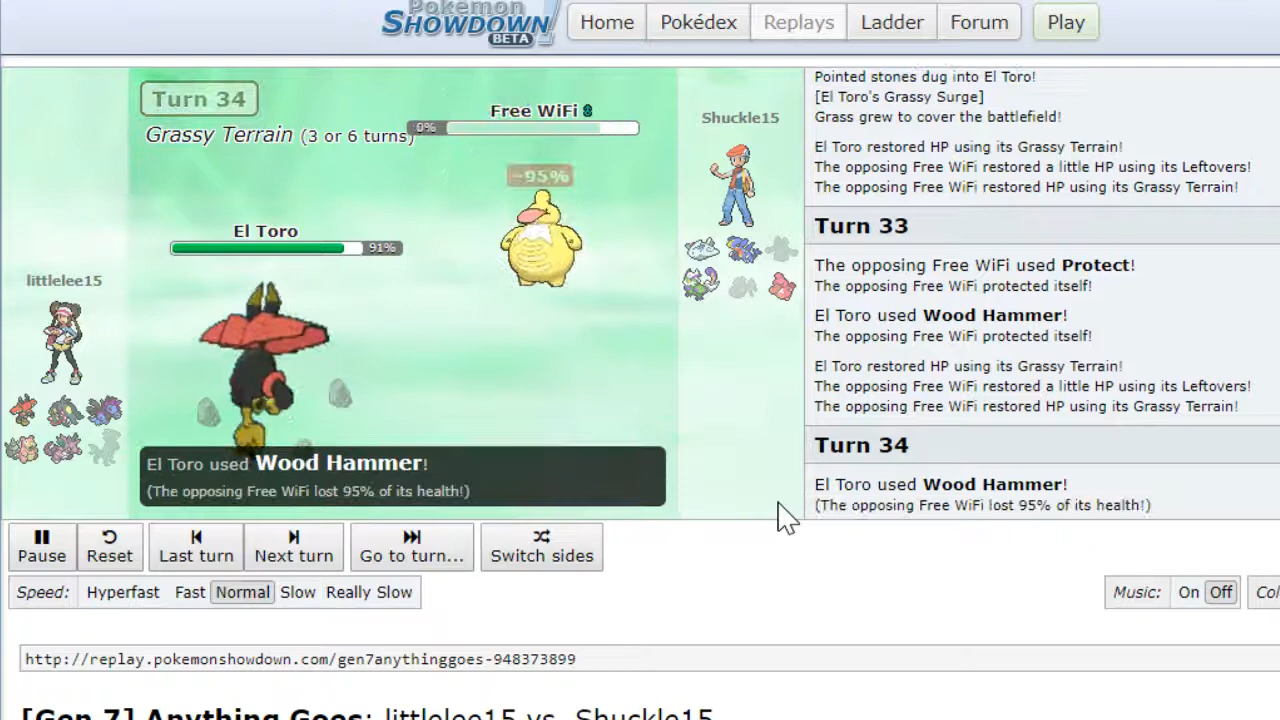 Pokémon
SHOWDOWN
BETA
Home
Pokédex
Replays
Ladder
Forum
Play
Turn 34
Grassy Terrain (3 or 6 turns)
Free WiFi
0%
-95%
El Toro
91%
littlelee15
Shuckle15
El Toro used Wood Hammer!
(The opposing Free WiFi lost 95% of its health!)
Pointed stones dug into El Toro!
[El Toro's Grassy Surge]
Grass grew to cover the battlefield!
El Toro restored HP using its Grassy Terrain!
The opposing Free WiFi restored a little HP using its Leftovers!
The opposing Free WiFi restored HP using its Grassy Terrain!
Turn 33
The opposing Free WiFi used Protect!
The opposing Free WiFi protected itself!
El Toro used Wood Hammer!
The opposing Free WiFi protected itself!
El Toro restored HP using its Grassy Terrain!
The opposing Free WiFi restored a little HP using its Leftovers!
The opposing Free WiFi restored HP using its Grassy Terrain!
Turn 34
El Toro used Wood Hammer!
(The opposing Free WiFi lost 95% of its health!)
Pause
Reset
Last turn
Next turn
Go to turn...
Switch sides
Speed: Hyperfast Fast Normal Slow Really Slow
Music: On Off
Col
http://replay.pokemonshowdown.com/gen7anythinggoes-948373899
[Gen 7] Anything Goes: littlelee15 vs. Shuckle15